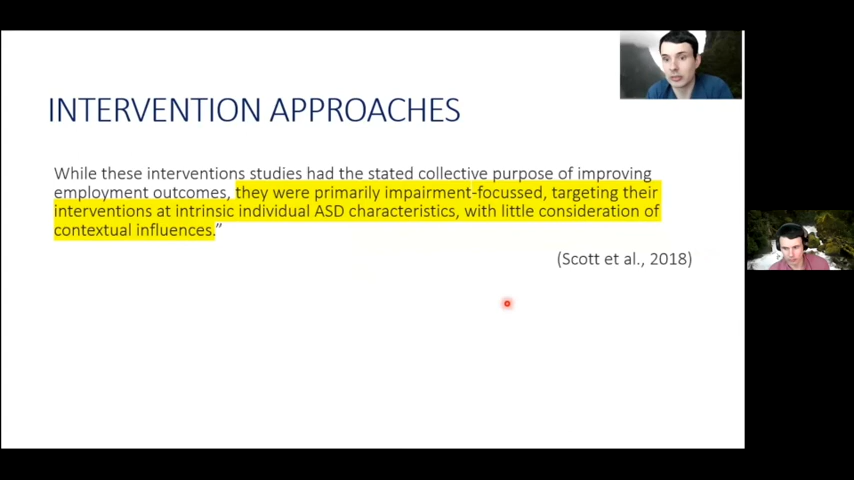 INTERVENTION APPROACHES
While these interventions studies had the stated collective purpose of improving
employment outcomes, they were primarily impairment-focussed, targeting their
interventions at intrinsic individual ASD characteristics, with little consideration of
contextual influences.”
(Scott et al., 2018)